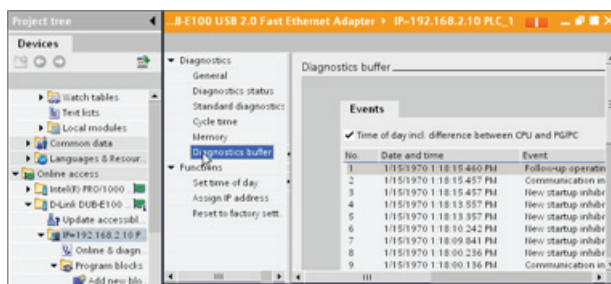 Project tree
...B-E100 USB 2.0 Fast Ethernet Adapter ▸ IP=192.168.2.10 PLC_1
Devices
Watch tables
Text lists
Local modules
Common data
Languages & Resour...
Online access
Intel(R) PRO/1000
D-Link DUB-E100
Update accessibl...
IP=192.168.2.10 P...
Online & diagn...
Program blocks
Add new blo...
Diagnostics
General
Diagnostics status
Standard diagnostics
Cycle time
Memory
Diagnostics buffer
Functions
Set time of day
Assign IP address
Reset to factory sett...
Diagnostics buffer
Events
Time of day incl. difference between CPU and PG/PC
No. Date and time Event
1 1/15/1970 1:18:15.460 PM Follow-up operatin
2 1/15/1970 1:18:15.457 PM Communication in
3 1/15/1970 1:18:15.457 PM New startup inhibi
4 1/15/1970 1:18:13.557 PM New startup inhibi
5 1/15/1970 1:18:13.357 PM New startup inhibi
6 1/15/1970 1:18:10.242 PM New startup inhibi
7 1/15/1970 1:18:09.841 PM New startup inhibi
8 1/15/1970 1:18:00.236 PM New startup inhibi
9 1/15/1970 1:18:00.136 PM Communication in